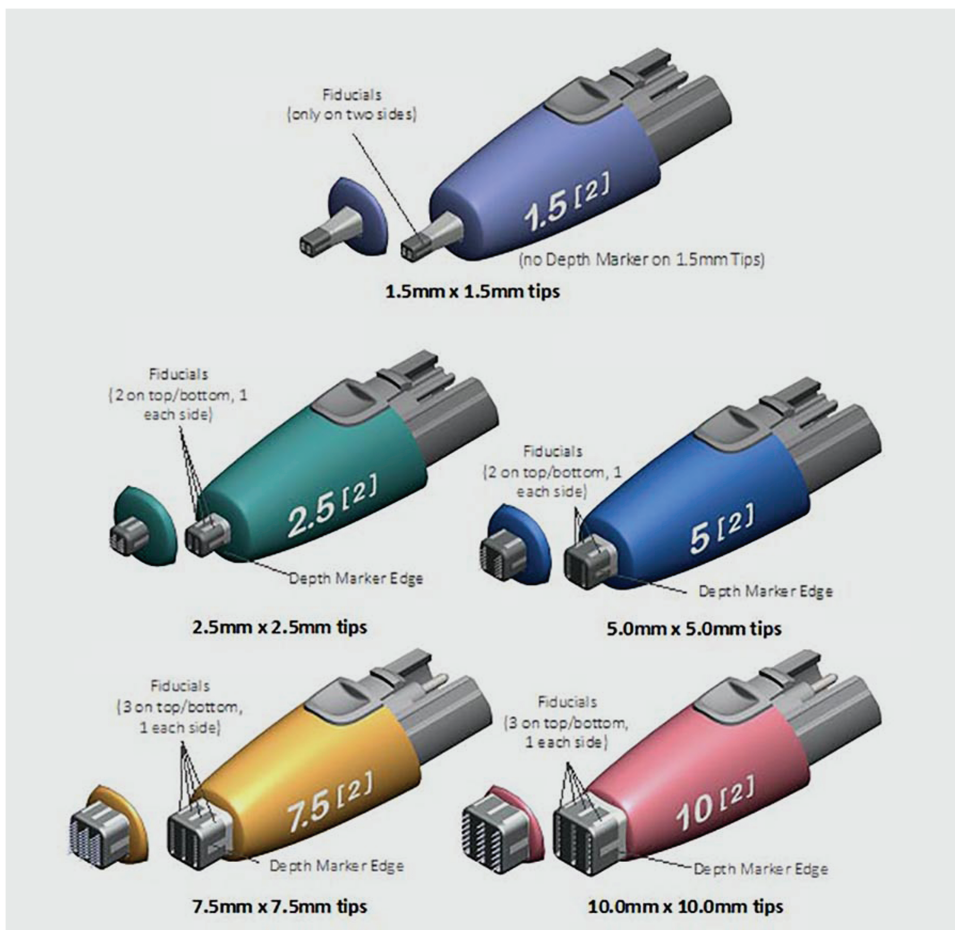 Fiducials
(only on two sides)
1.5 [2]
(no Depth Marker on 1.5mm Tips)
1.5mm x 1.5mm tips
Fiducials
(2 on top/bottom, 1
each side)
2.5 [2]
Depth Marker Edge
2.5mm x 2.5mm tips
Fiducials
(2 on top/bottom, 1
each side)
5 [2]
Depth Marker Edge
5.0mm x 5.0mm tips
Fiducials
(3 on top/bottom,
1 each side)
7.5 [2]
Depth Marker Edge
7.5mm x 7.5mm tips
Fiducials
(3 on top/bottom,
1 each side)
10 [2]
Depth Marker Edge
10.0mm x 10.0mm tips